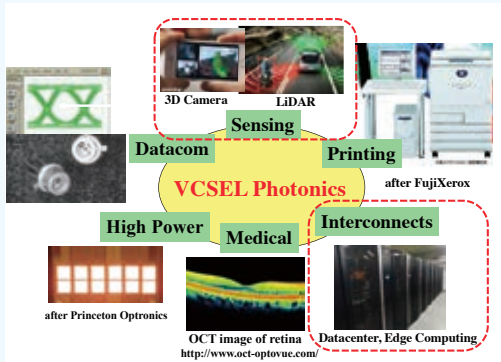 3D Camera
LiDAR
Sensing
Datacom
Printing
VCSEL Photonics
after FujiXerox
High Power
Medical
Interconnects
after Princeton Optronics
OCT image of retina
http://www.oct-optovue.com/
Datacenter, Edge Computing